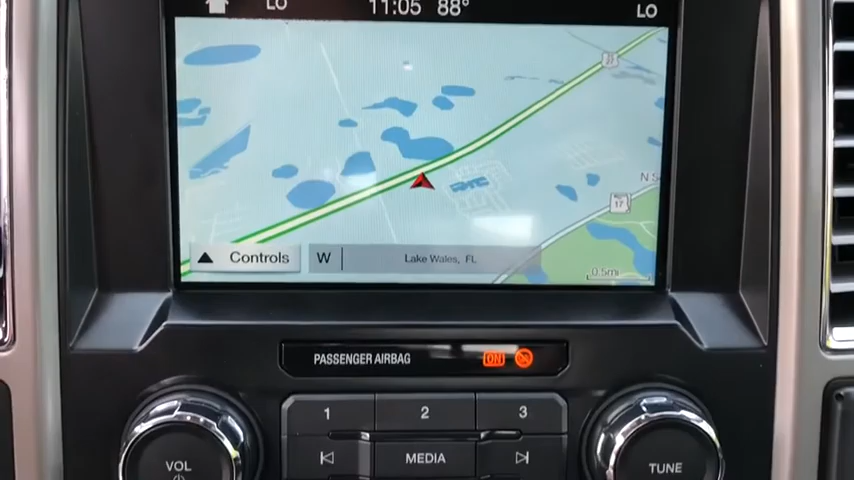 LO 11:05 88° LO
27
N S
17
Controls W Lake Wales, FL
0.5mi
PASSENGER AIRBAG ON
1 2 3
VOL MEDIA TUNE